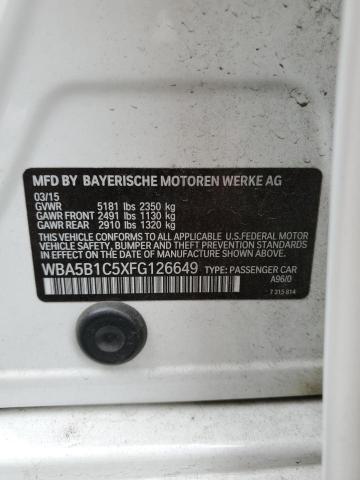 MFD BY BAYERISCHE MOTOREN WERKE AG
03/15
GVWR 5181 lbs 2350 kg
GAWR FRONT 2491 lbs 1130 kg
GAWR REAR 2910 lbs 1320 kg
THIS VEHICLE CONFORMS TO ALL APPLICABLE U.S.FEDERAL MOTOR
VEHICLE SAFETY, BUMPER, AND THEFT PREVENTION STANDARDS
IN EFFECT ON THE DATE OF MANUFACTURE SHOWN ABOVE.
WBA5B1C5XFG126649 TYPE: PASSENGER CAR
A96/0
7 315 814